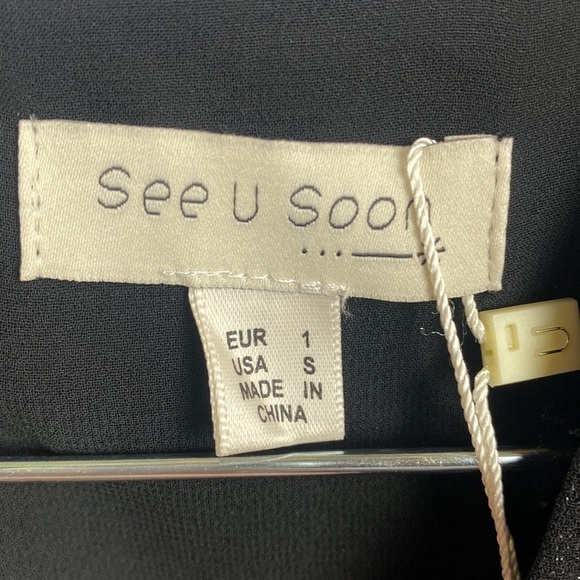 See U Soon
EUR 1
USA S
MADE IN
CHINA